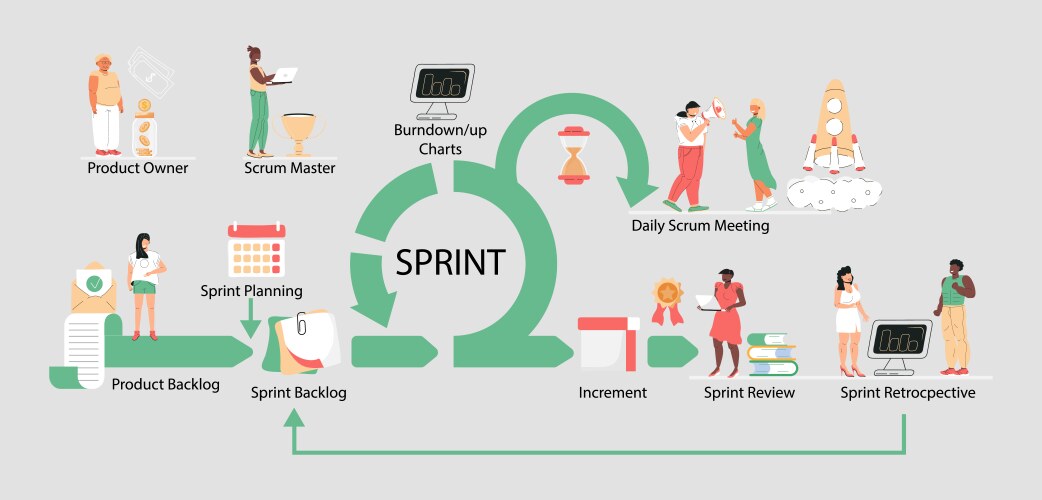 Product Owner
Scrum Master
Burndown/up
Charts
Daily Scrum Meeting
Sprint Planning
SPRINT
Product Backlog
Sprint Backlog
Increment
Sprint Review
Sprint Retrocpective